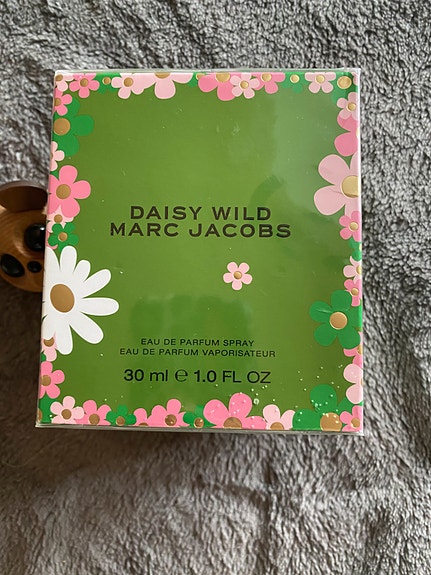 DAISY WILD
MARC JACOBS
EAU DE PARFUM SPRAY
EAU DE PARFUM VAPORISATEUR
30 ml ℮ 1.0 FL OZ